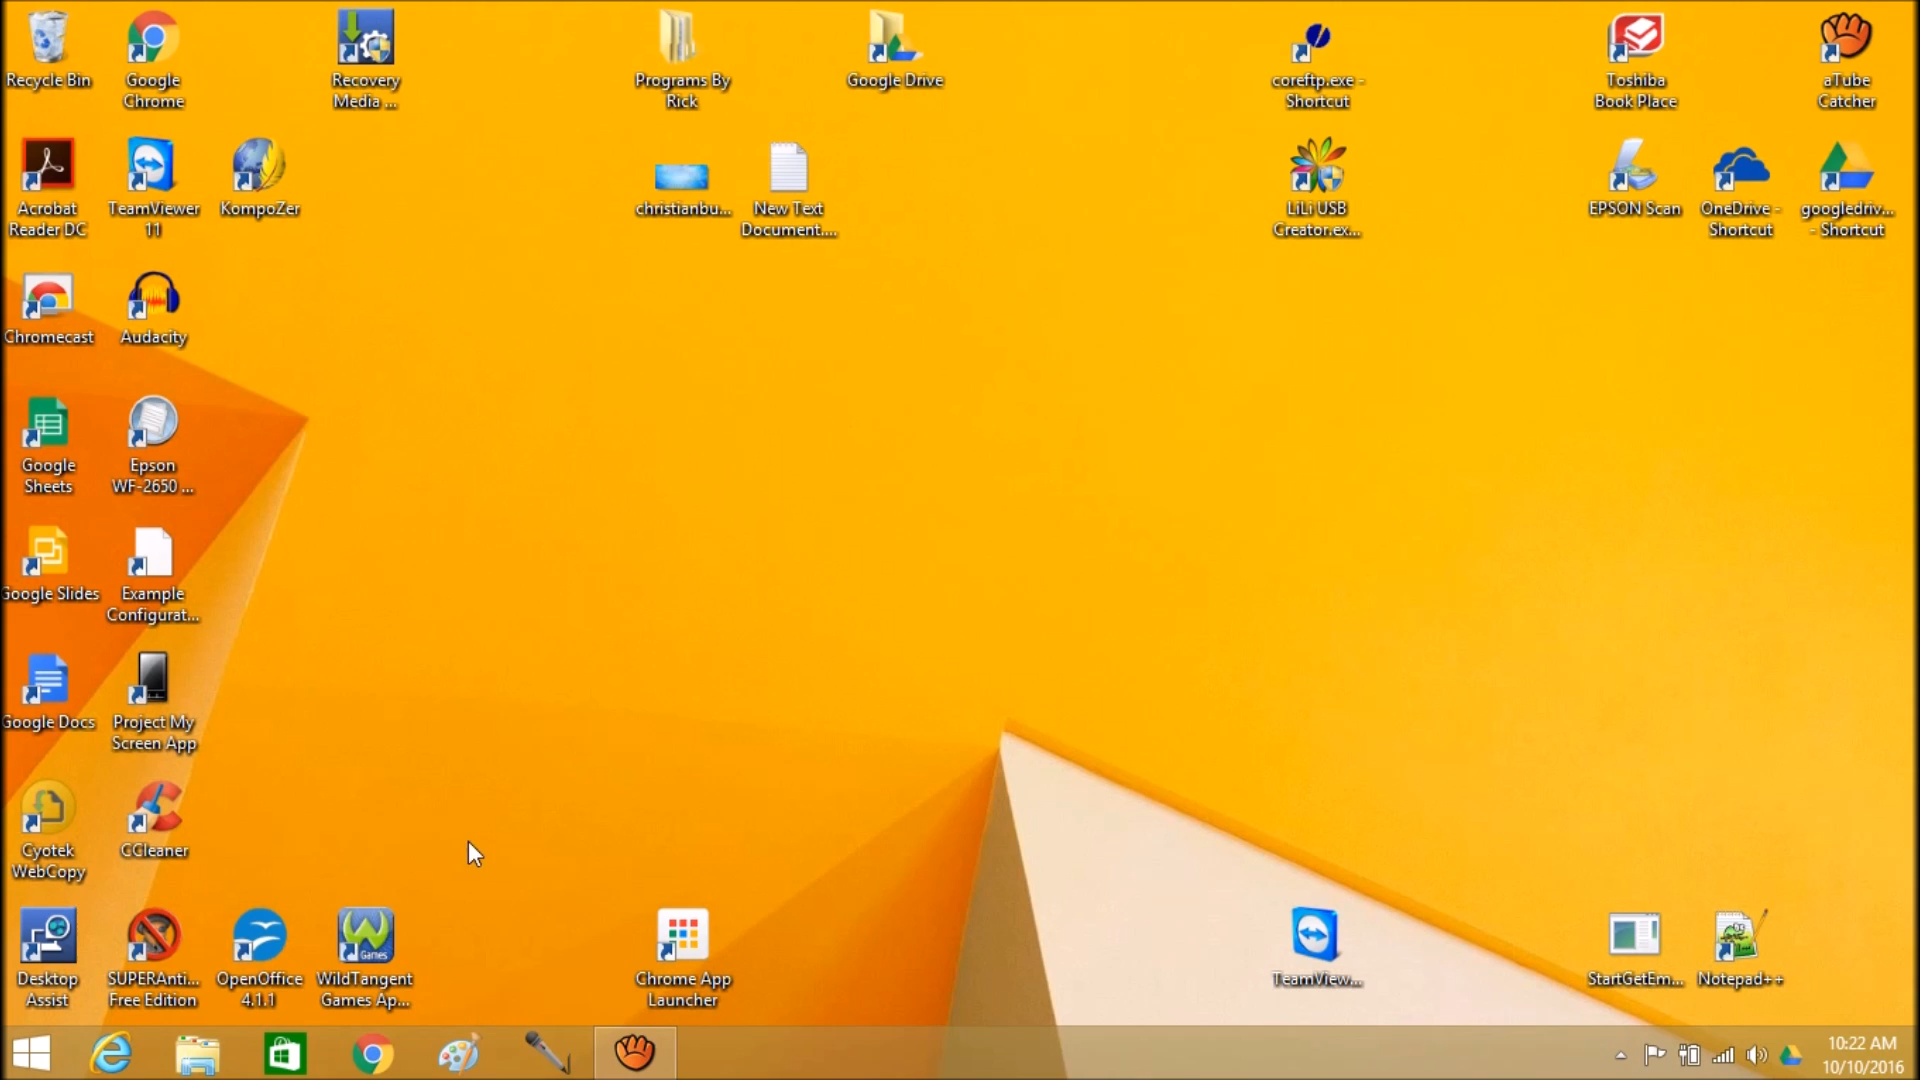 Recycle Bin
Google
Chrome
Recovery
Media ...
Programs By
Rick
Google Drive
coreftp.exe -
Shortcut
Toshiba
Book Place
aTube
Catcher
Acrobat
Reader DC
TeamViewer
11
KompoZer
christianbu...
New Text
Document....
LiLi USB
Creator.ex...
EPSON Scan
OneDrive -
Shortcut
googledriv...
- Shortcut
Chromecast
Audacity
Google
Sheets
Epson
WF-2650 ...
Google Slides
Example
Configurat...
Google Docs
Project My
Screen App
Cyotek
WebCopy
CCleaner
Desktop
Assist
SUPERAnti...
Free Edition
OpenOffice
4.1.1
Games
WildTangent
Games Ap...
Chrome App
Launcher
TeamView...
StartGetEm...
Notepad++
10:22 AM
10/10/2016